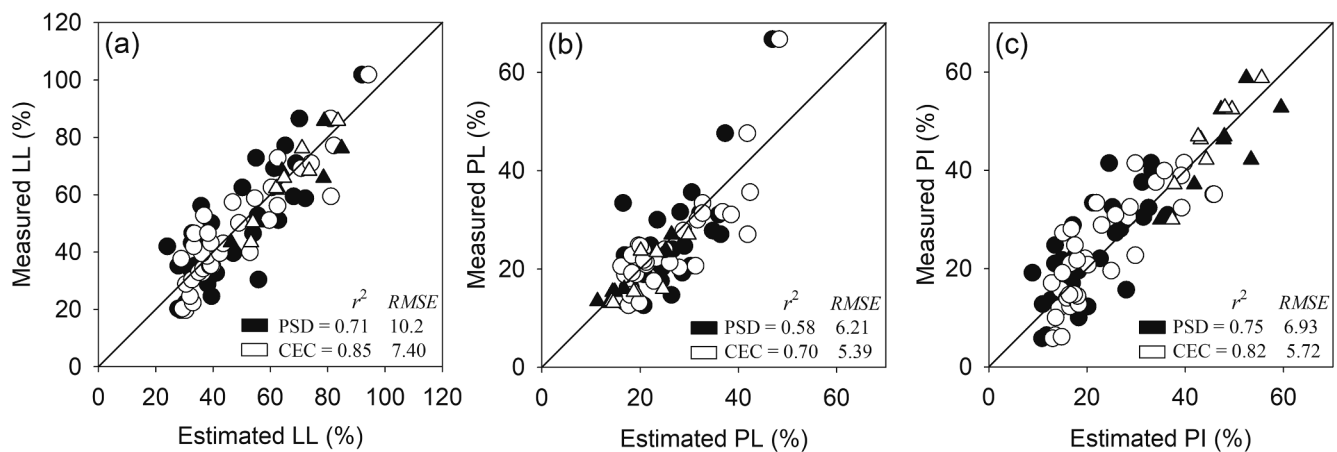 (a)
Measured LL (%)
120
100
80
60
40
20
0
r² RMSE
PSD = 0.71 10.2
CEC = 0.85 7.40
0 20 40 60 80 100 120
Estimated LL (%)
(b)
Measured PL (%)
60
40
20
0
r² RMSE
PSD = 0.58 6.21
CEC = 0.70 5.39
0 20 40 60
Estimated PL (%)
(c)
Measured PI (%)
60
40
20
0
r² RMSE
PSD = 0.75 6.93
CEC = 0.82 5.72
0 20 40 60
Estimated PI (%)